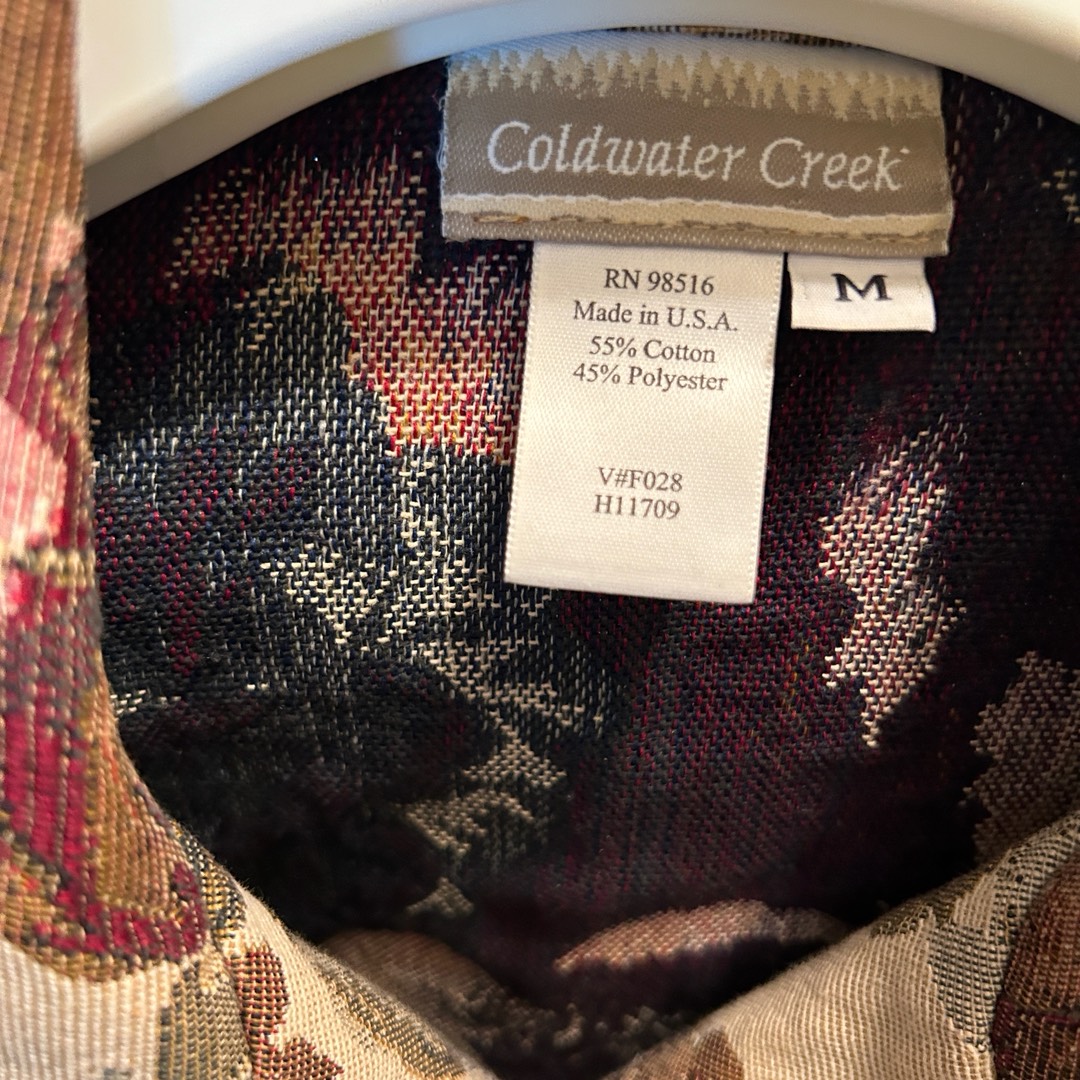 Coldwater Creek
RN 98516
Made in U.S.A.
55% Cotton
45% Polyester
V#F028
H11709
M